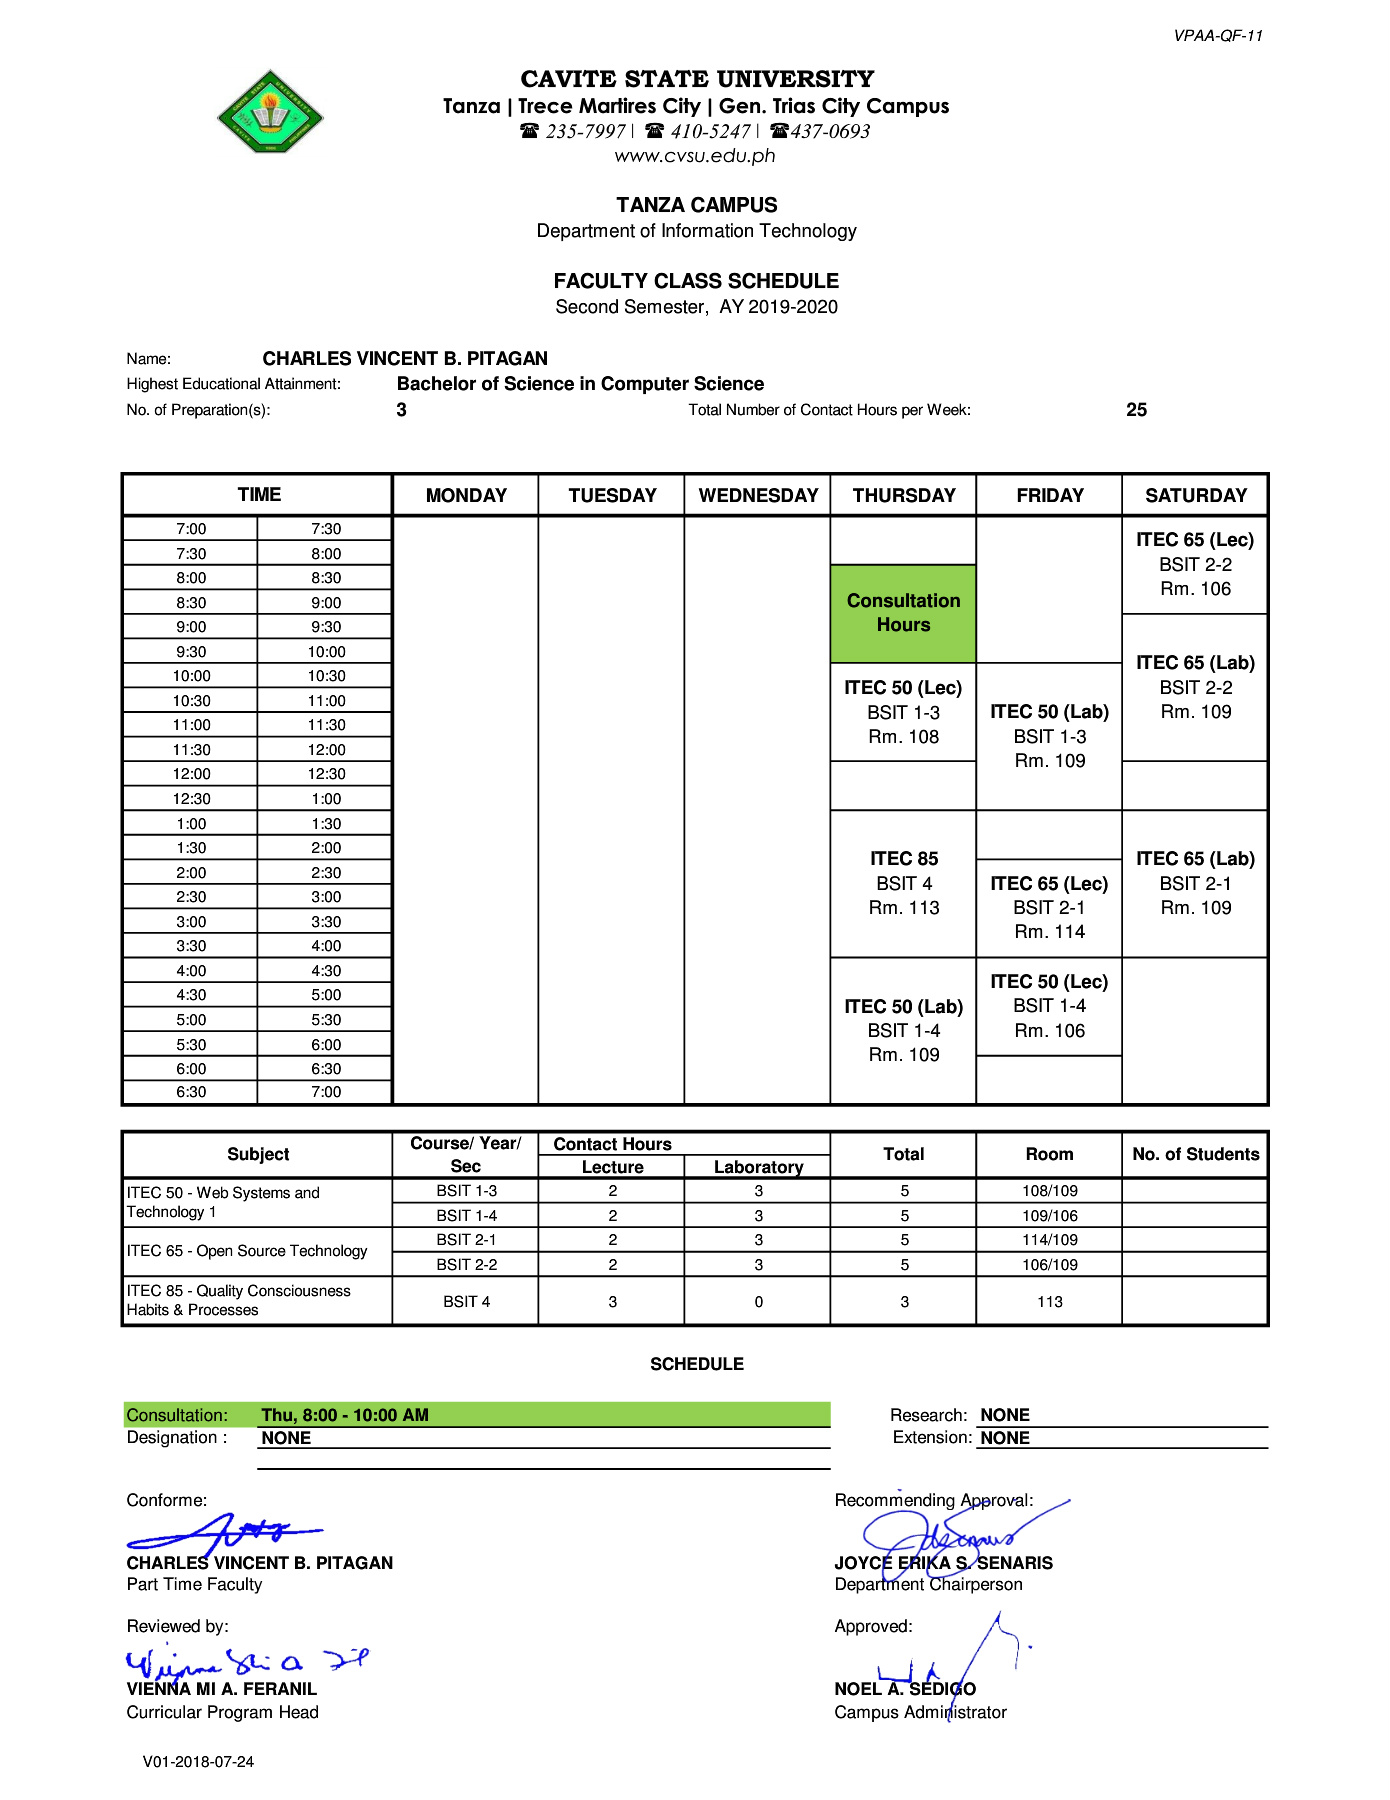 VPAA-QF-11
CAVITE STATE UNIVERSITY
Tanza | Trece Martires City | Gen. Trias City Campus
☎ 235-7997 | ☎ 410-5247 | ☎437-0693
www.cvsu.edu.ph
TANZA CAMPUS
Department of Information Technology
FACULTY CLASS SCHEDULE
Second Semester, AY 2019-2020
Name: CHARLES VINCENT B. PITAGAN
Highest Educational Attainment: Bachelor of Science in Computer Science
No. of Preparation(s): 3 Total Number of Contact Hours per Week: 25
TIME MONDAY TUESDAY WEDNESDAY THURSDAY FRIDAY SATURDAY
7:00 7:30
7:30 8:00
8:00 8:30
8:30 9:00
9:00 9:30
9:30 10:00
10:00 10:30
10:30 11:00
11:00 11:30
11:30 12:00
12:00 12:30
12:30 1:00
1:00 1:30
1:30 2:00
2:00 2:30
2:30 3:00
3:00 3:30
3:30 4:00
4:00 4:30
4:30 5:00
5:00 5:30
5:30 6:00
6:00 6:30
6:30 7:00
Consultation
Hours
ITEC 50 (Lec)
BSIT 1-3
Rm. 108
ITEC 85
BSIT 4
Rm. 113
ITEC 50 (Lab)
BSIT 1-4
Rm. 109
ITEC 50 (Lab)
BSIT 1-3
Rm. 109
ITEC 65 (Lec)
BSIT 2-1
Rm. 114
ITEC 50 (Lec)
BSIT 1-4
Rm. 106
ITEC 65 (Lec)
BSIT 2-2
Rm. 106
ITEC 65 (Lab)
BSIT 2-2
Rm. 109
ITEC 65 (Lab)
BSIT 2-1
Rm. 109
Subject Course/ Year/ Sec Contact Hours Lecture Laboratory Total Room No. of Students
ITEC 50 - Web Systems and
Technology 1
BSIT 1-3 2 3 5 108/109
BSIT 1-4 2 3 5 109/106
ITEC 65 - Open Source Technology
BSIT 2-1 2 3 5 114/109
BSIT 2-2 2 3 5 106/109
ITEC 85 - Quality Consciousness
Habits & Processes
BSIT 4 3 0 3 113
SCHEDULE
Consultation: Thu, 8:00 - 10:00 AM Research: NONE
Designation : NONE Extension: NONE
Conforme: Recommending Approval:
CHARLES VINCENT B. PITAGAN JOYCE ERIKA S. SENARIS
Part Time Faculty Department Chairperson
Reviewed by: Approved:
VIENNA MI A. FERANIL NOEL A. SEDIGO
Curricular Program Head Campus Administrator
V01-2018-07-24